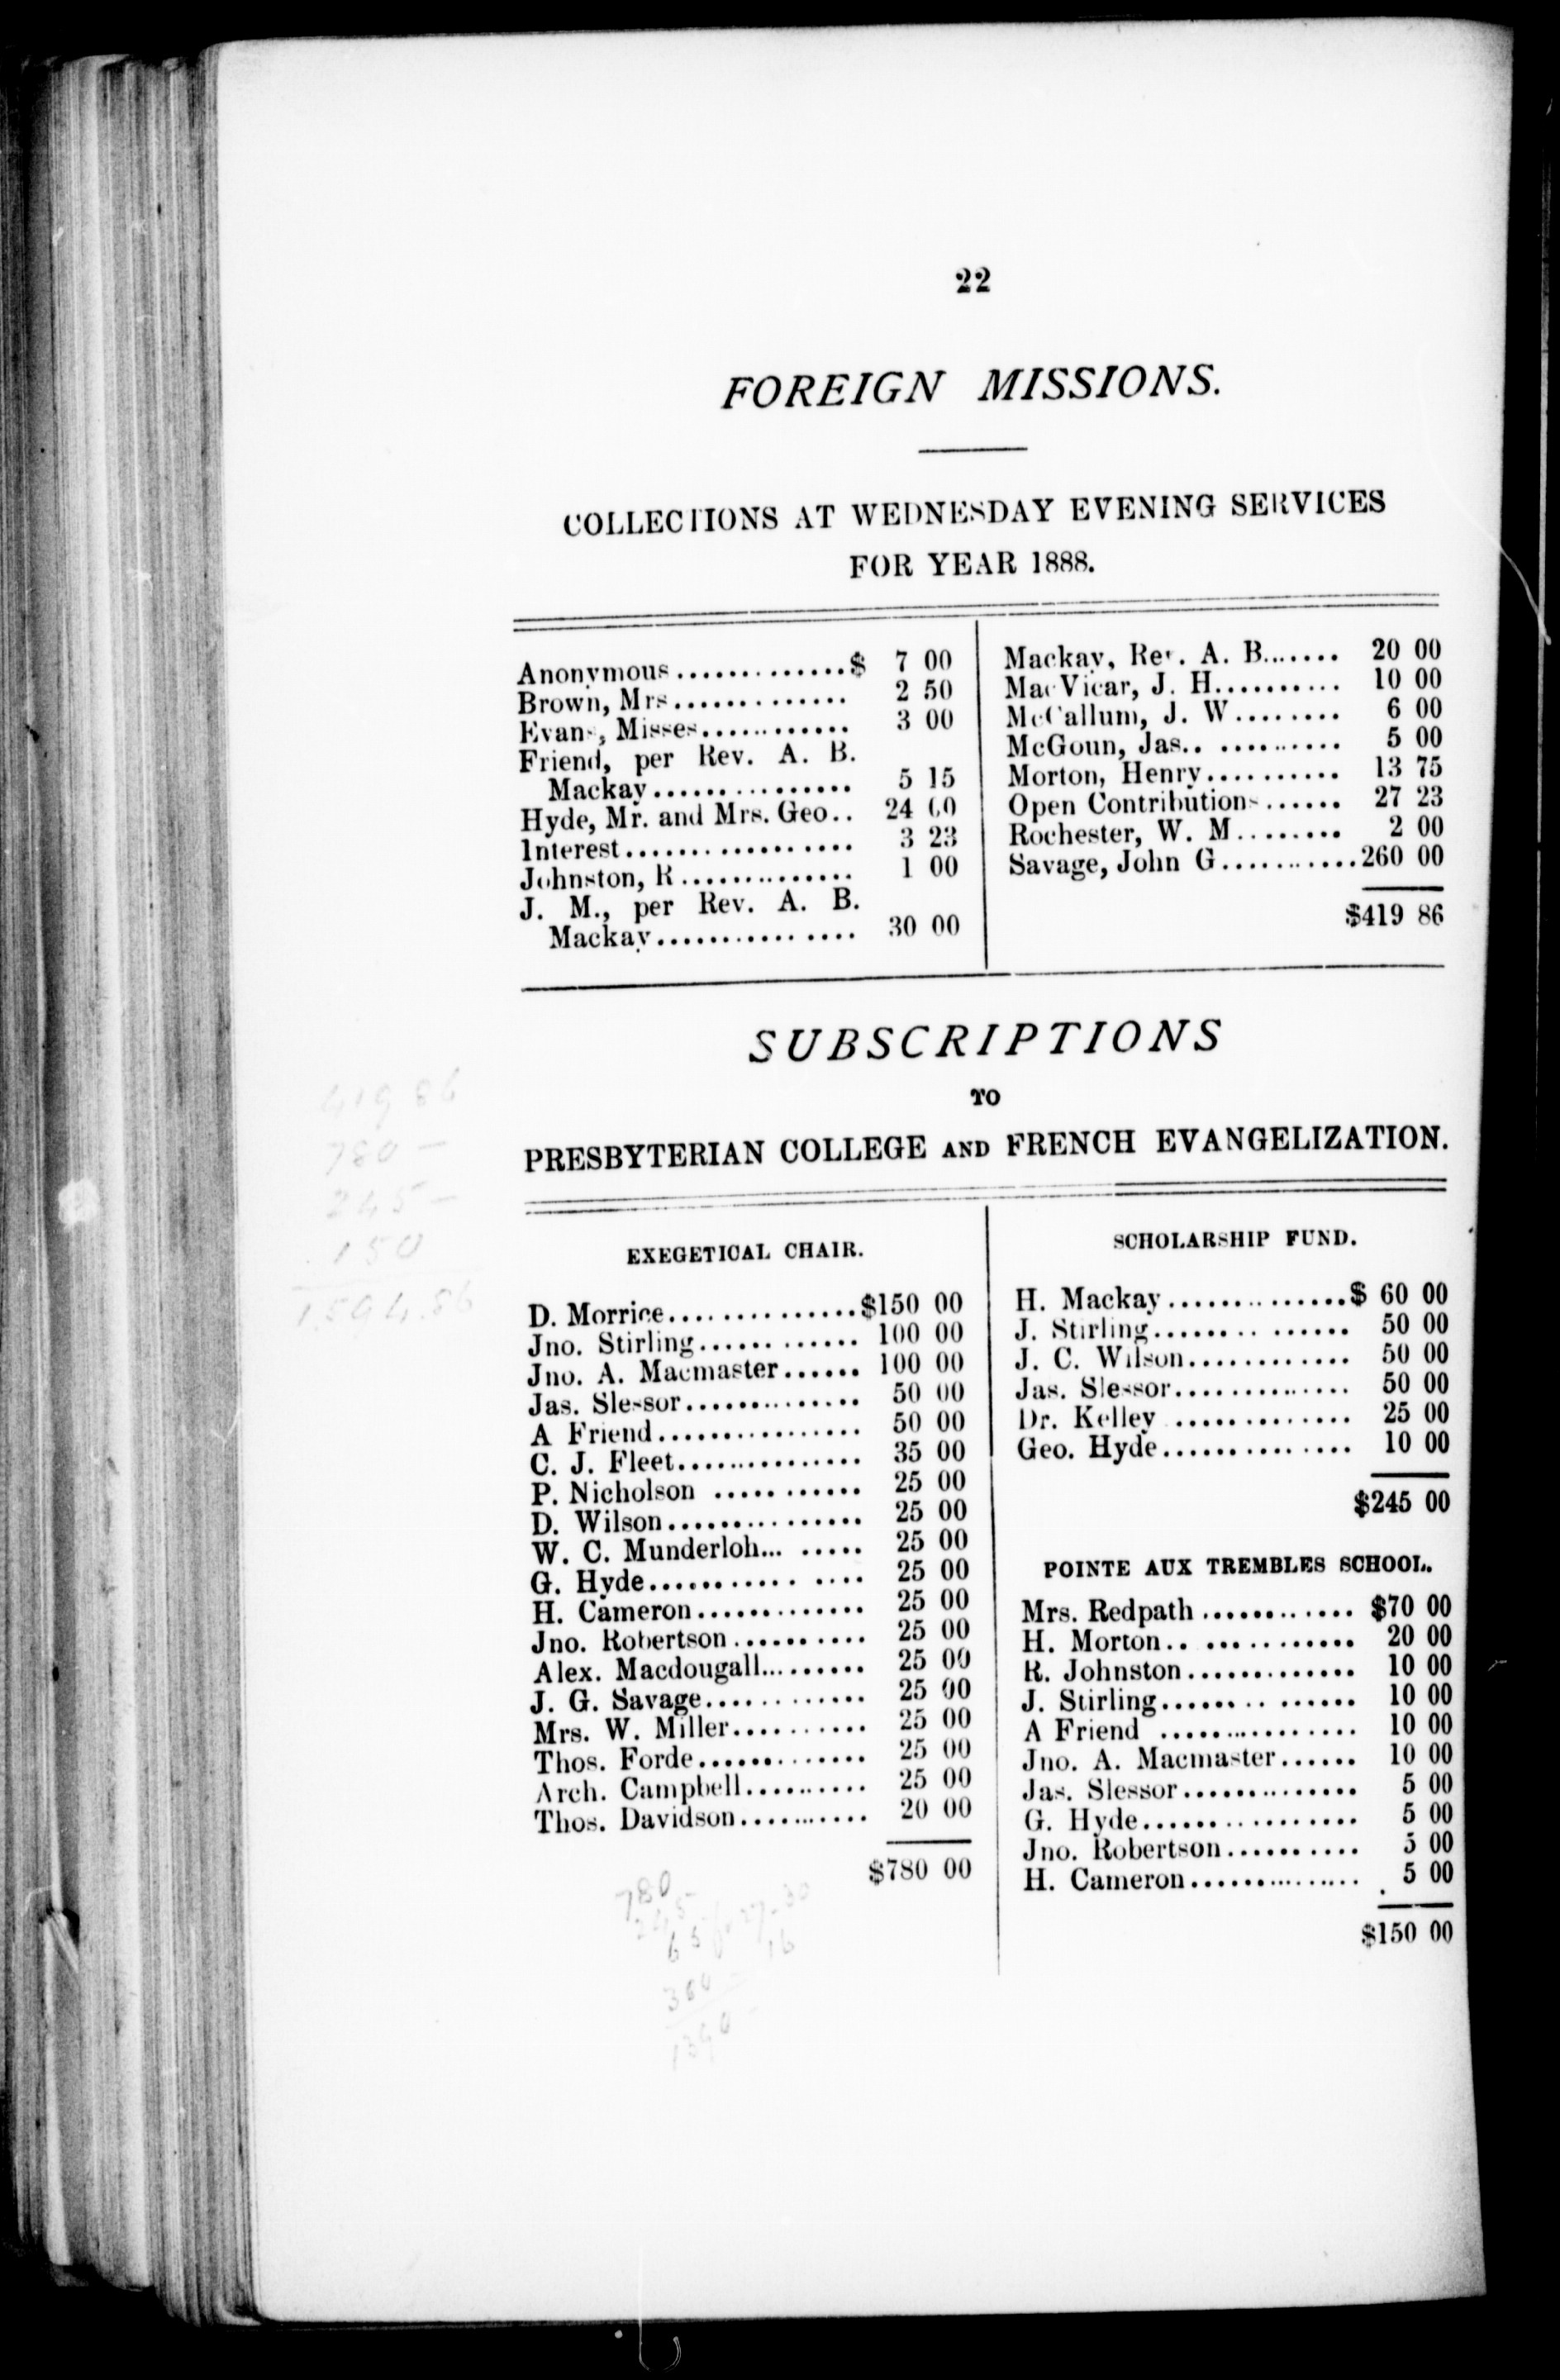 22
FOREIGN MISSIONS.
COLLECTIONS AT WEDNESDAY EVENING SERVICES
FOR YEAR 1888.
Anonymous..............$ 7 00
Brown, Mrs............. 2 50
Evans, Misses............ 3 00
Friend, per Rev. A. B.
Mackay................ 5 15
Hyde, Mr. and Mrs. Geo.. 24 00
Interest.................. 3 23
Johnston, R.............. 1 00
J. M., per Rev. A. B.
Mackay................ 30 00
Mackay, Rev. A. B....... 20 00
MacVicar, J. H.......... 10 00
McCallum, J. W........ 6 00
McGoun, Jas............ 5 00
Morton, Henry.......... 13 75
Open Contributions...... 27 23
Rochester, W. M........ 2 00
Savage, John G...........260 00
$419 86
SUBSCRIPTIONS
TO
PRESBYTERIAN COLLEGE AND FRENCH EVANGELIZATION.
419 86
780 —
245 —
150
1594.86
EXEGETICAL CHAIR.
D. Morrice...............$150 00
Jno. Stirling............ 100 00
Jno. A. Macmaster...... 100 00
Jas. Slessor.............. 50 00
A Friend................ 50 00
C. J. Fleet............... 35 00
P. Nicholson ........... 25 00
D. Wilson............... 25 00
W. C. Munderloh... ..... 25 00
G. Hyde............ .... 25 00
H. Cameron............. 25 00
Jno. Robertson.......... 25 00
Alex. Macdougall......... 25 00
J. G. Savage............ 25 00
Mrs. W. Miller.......... 25 00
Thos. Forde............. 25 00
Arch. Campbell.......... 25 00
Thos. Davidson........... 20 00
$780 00
780
245
SCHOLARSHIP FUND.
H. Mackay..............$ 60 00
J. Stirling........ ...... 50 00
J. C. Wilson............ 50 00
Jas. Slessor.............. 50 00
Dr. Kelley ............. 25 00
Geo. Hyde.............. 10 00
$245 00
POINTE AUX TREMBLES SCHOOL.
Mrs. Redpath ............ $70 00
H. Morton.. ............ 20 00
R. Johnston............. 10 00
J. Stirling........ ...... 10 00
A Friend ............... 10 00
Jno. A. Macmaster...... 10 00
Jas. Slessor.............. 5 00
G. Hyde................. 5 00
Jno. Robertson.......... 5 00
H. Cameron.............. 5 00
$150 00